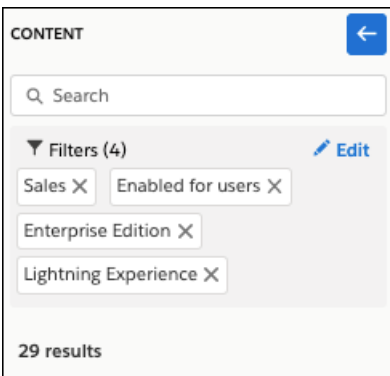 CONTENT
Search
Filters (4) Edit
Sales Enabled for users
Enterprise Edition
Lightning Experience
29 results